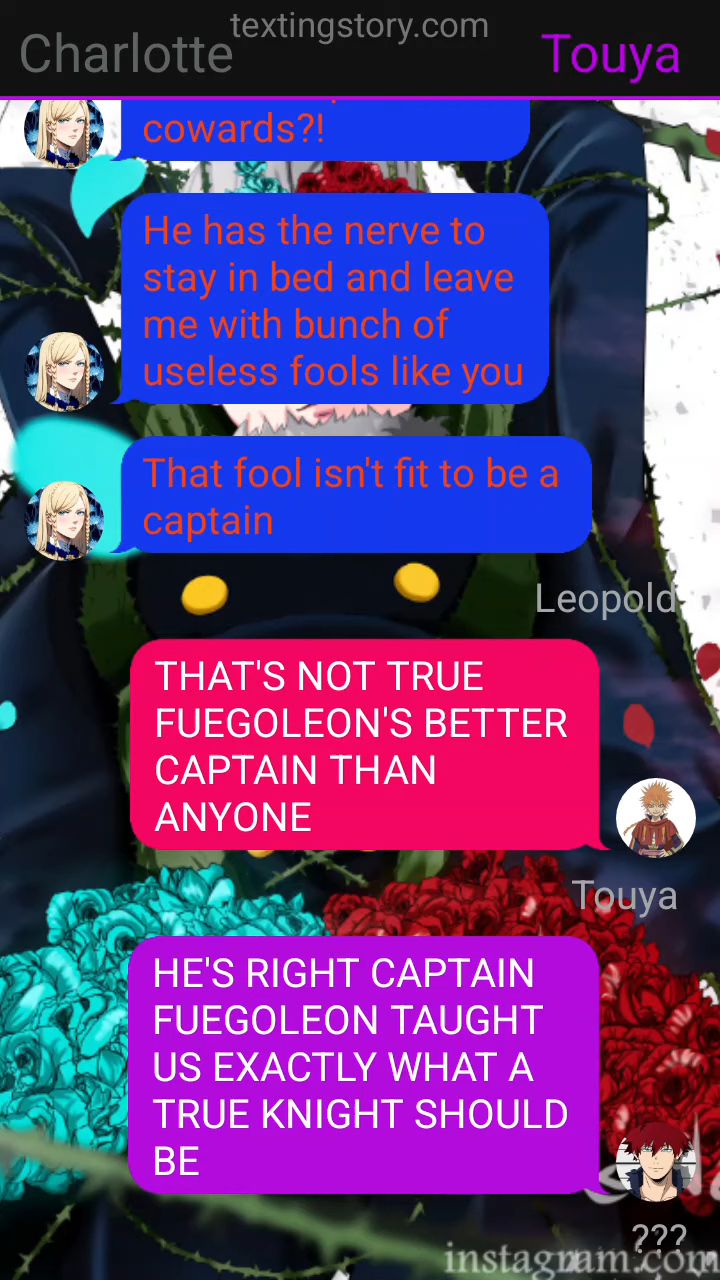 textingstory.com
Charlotte
Touya
cowards?!
He has the nerve to
stay in bed and leave
me with bunch of
useless fools like you
That fool isn't fit to be a
captain
Leopold
THAT'S NOT TRUE
FUEGOLEON'S BETTER
CAPTAIN THAN
ANYONE
Touya
HE'S RIGHT CAPTAIN
FUEGOLEON TAUGHT
US EXACTLY WHAT A
TRUE KNIGHT SHOULD
BE
???
instagram.com